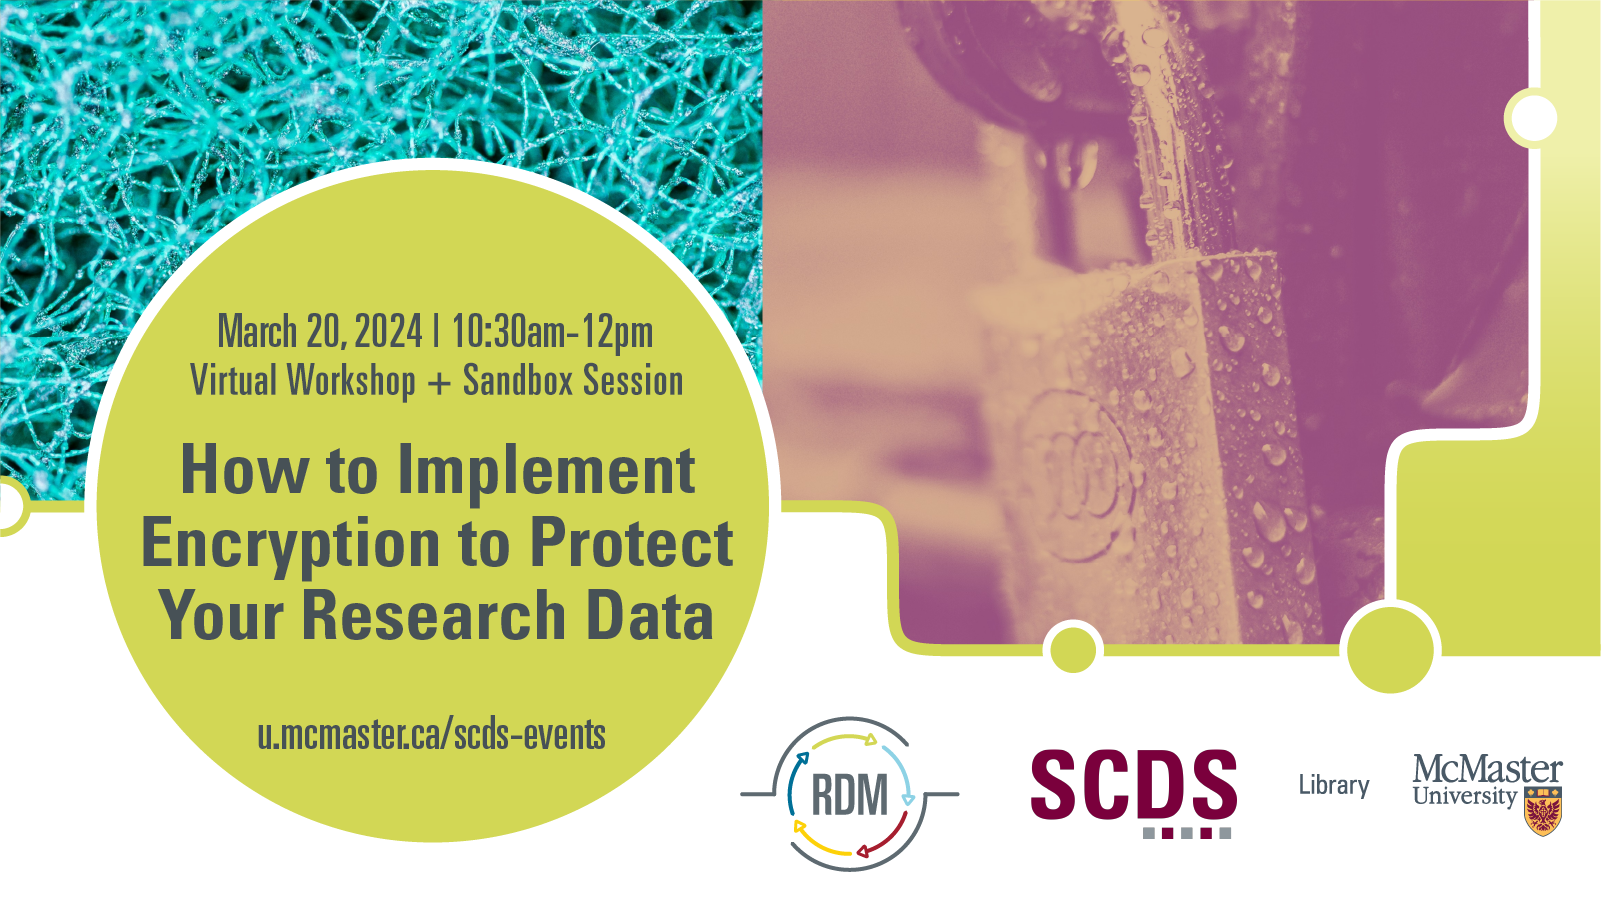 March 20, 2024 | 10:30am-12pm
Virtual Workshop + Sandbox Session
How to Implement
Encryption to Protect
Your Research Data
u.mcmaster.ca/scds-events
RDM
SCDS
Library
McMaster
University